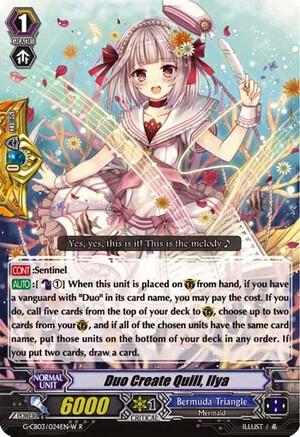 1
GRADE
Yes, yes, this is it! This is the melody♪
CONT:Sentinel
AUTO:[(1)] When this unit is placed on from hand, if you have
a vanguard with "Duo" in its card name, you may pay the cost. If you
do, call five cards from the top of your deck to , choose up to two
cards from your , and if all of the chosen units have the same card
name, put those units on the bottom of your deck in any order. If
you put two cards, draw a card.
NORMAL UNIT
Duo Create Quill, Ilya
POWER
6000
1
CRITICAL
Bermuda Triangle
Mermaid
G-CB03/024EN-W R
ILLUST /